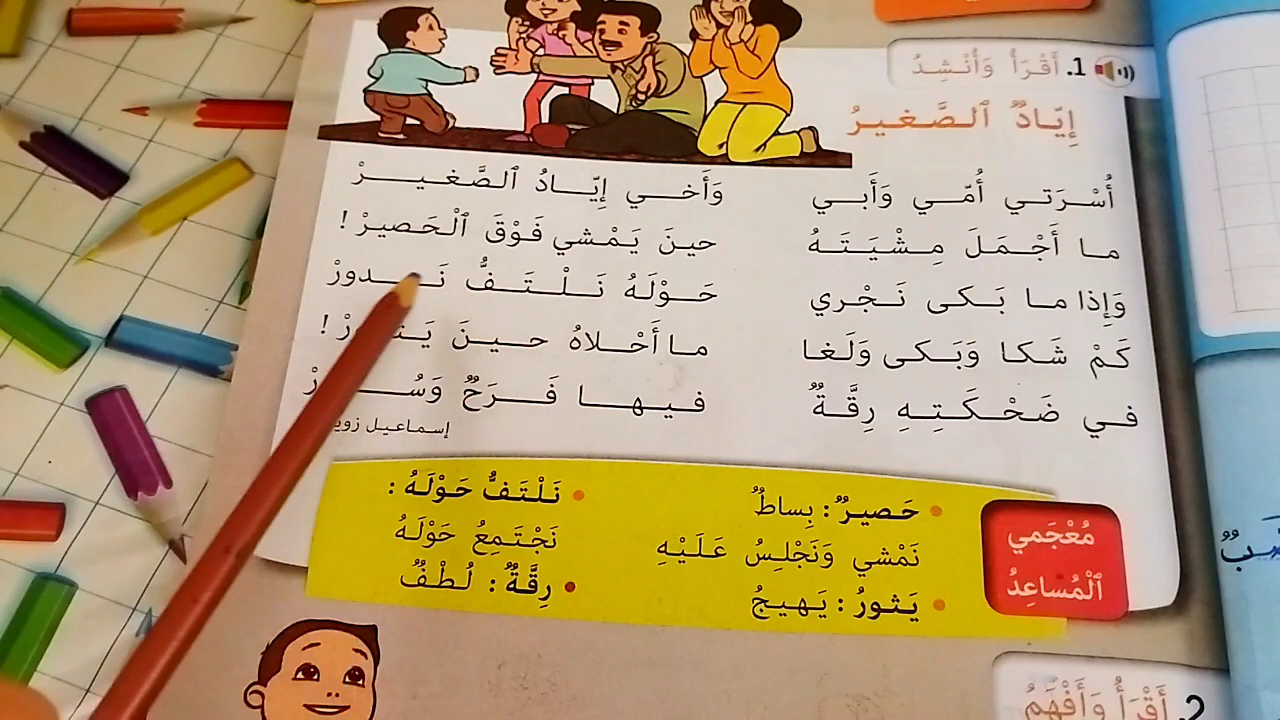 1. أَقْرَأُ وَأُنْشِدُ
إِيّادٌ ٱلصَّغيرُ
أُسْرَتي أُمّي وَأَبي وَأَخي إِيّادُ ٱلصَّغيرْ
ما أَجْمَلَ مِشْيَتَهُ حينَ يَمْشي فَوْقَ ٱلْحَصيرْ!
وَإِذا ما بَكى نَجْري حَوْلَهُ نَلْتَفُّ نَدورْ
كَمْ شَكا وَبَكى وَلَغا ما أَحْلاهُ حينَ
في ضَحْكَتِهِ رِقَّةٌ فيها فَرَحٌ
إسماعيل
مُعْجَمي
ٱلْمُساعِدُ
• حَصيرٌ: بِساطٌ
نَمْشي وَنَجْلِسُ عَلَيْهِ
• يَثورُ: يَهيجُ
• نَلْتَفُّ حَوْلَهُ:
نَجْتَمِعُ حَوْلَهُ
• رِقَّةٌ: لُطْفٌ
2. أَقْرَأُ وَأَفْهَمُ